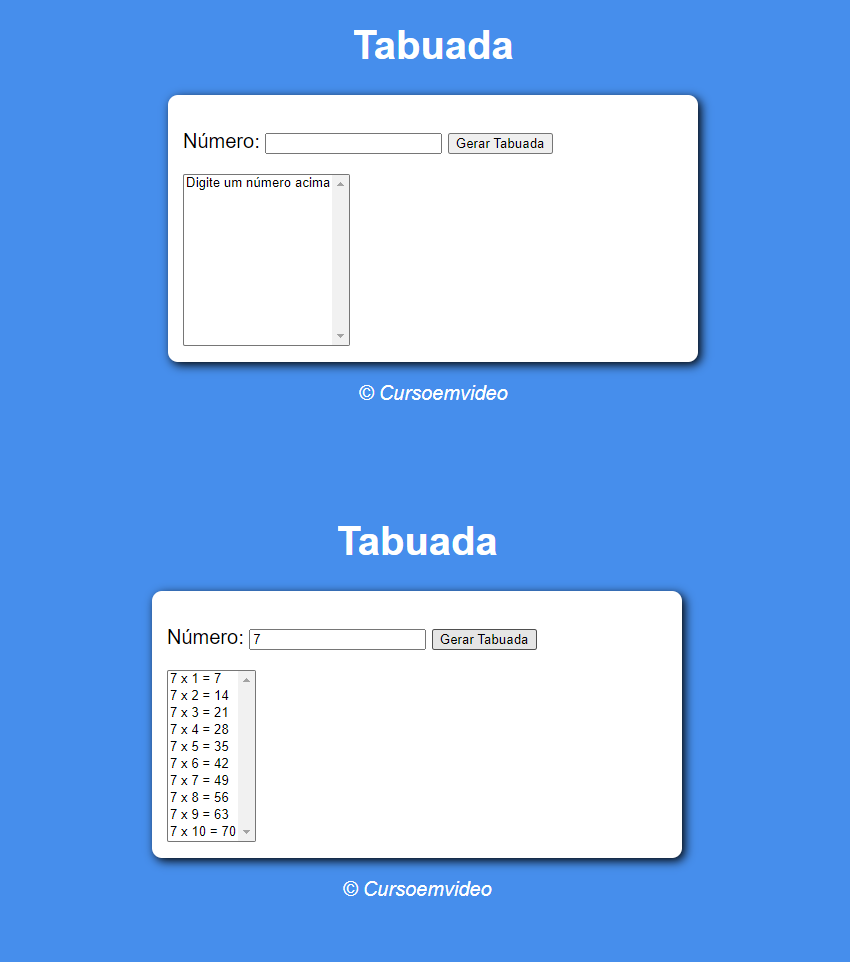 Tabuada
Número: Gerar Tabuada
Digite um número acima
© Cursoemvideo
Tabuada
Número: 7 Gerar Tabuada
7 x 1 = 7
7 x 2 = 14
7 x 3 = 21
7 x 4 = 28
7 x 5 = 35
7 x 6 = 42
7 x 7 = 49
7 x 8 = 56
7 x 9 = 63
7 x 10 = 70
© Cursoemvideo